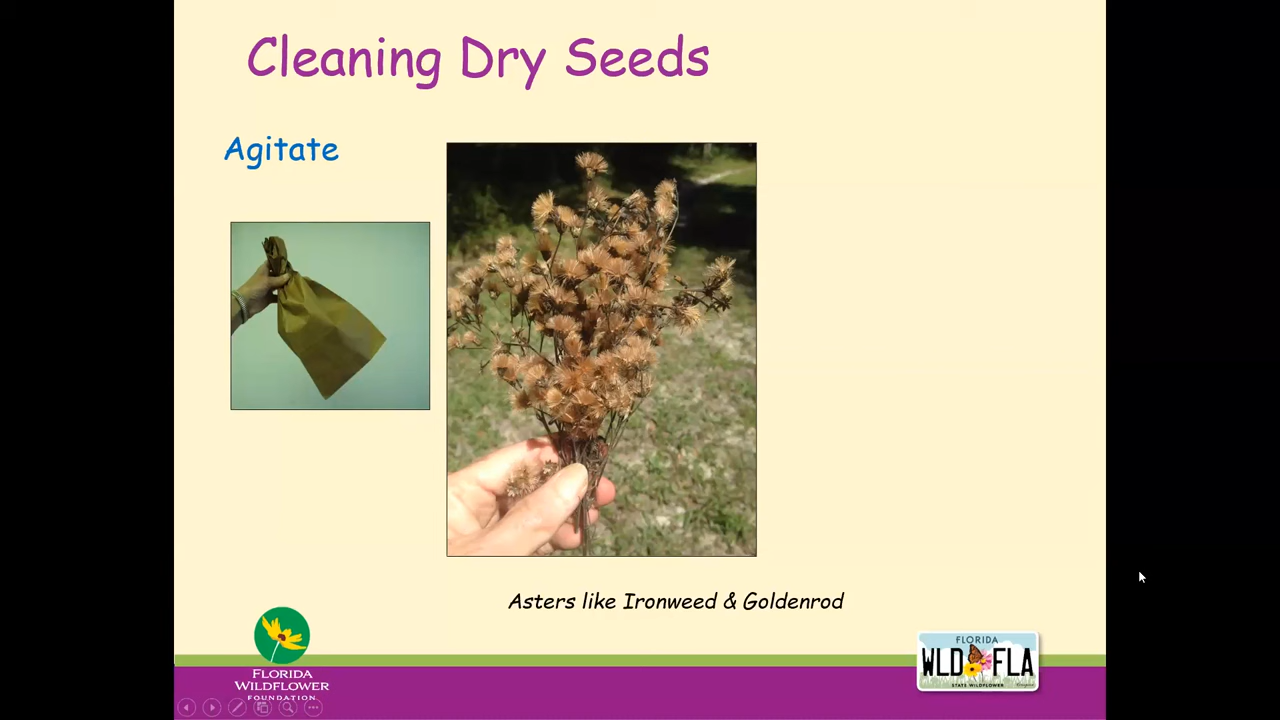 Cleaning Dry Seeds
Agitate
Asters like Ironweed & Goldenrod
FLORIDA
WILDFLOWER
FOUNDATION
FLORIDA
WLD FLA
STATE WILDFLOWER